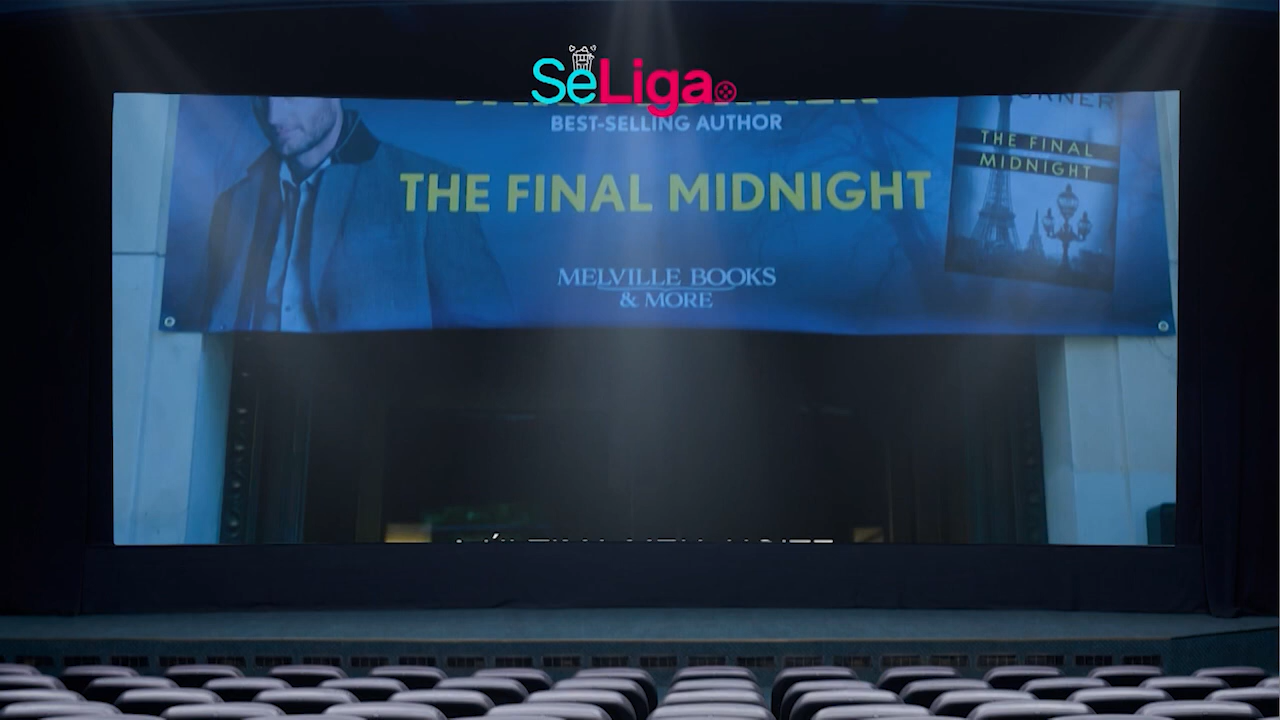 SeLiga
BEST-SELLING AUTHOR
THE FINAL MIDNIGHT
MELVILLE BOOKS
& MORE
THE FINAL
MIDNIGHT